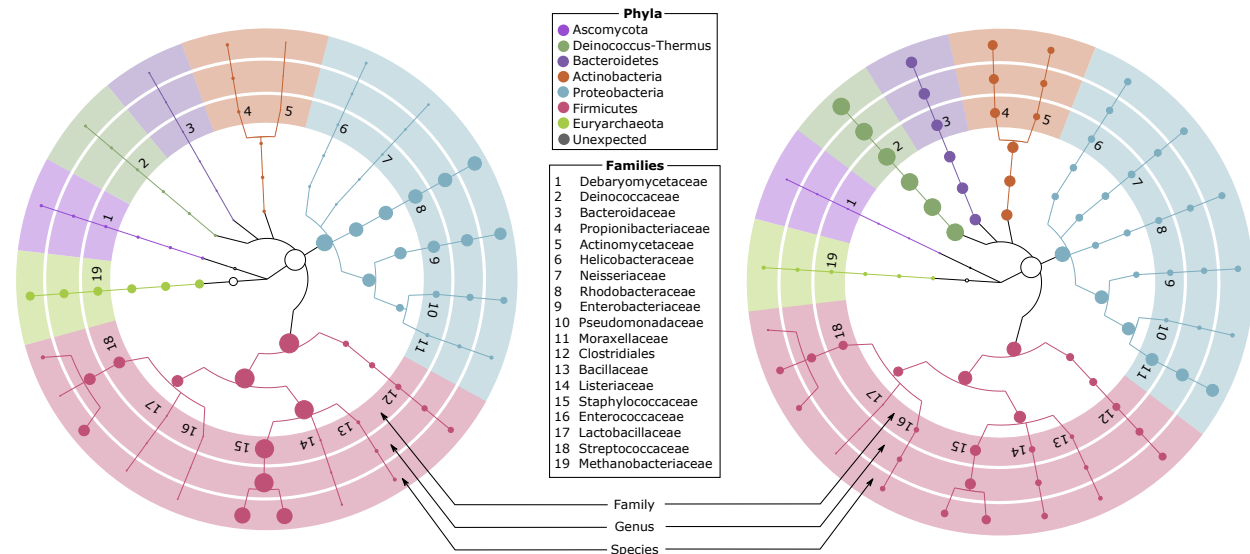 Phyla
Ascomycota
Deinococcus-Thermus
Bacteroidetes
Actinobacteria
Proteobacteria
Firmicutes
Euryarchaeota
Unexpected
Families
1 Debaryomycetaceae
2 Deinococcaceae
3 Bacteroidaceae
4 Propionibacteriaceae
5 Actinomycetaceae
6 Helicobacteraceae
7 Neisseriaceae
8 Rhodobacteraceae
9 Enterobacteriaceae
10 Pseudomonadaceae
11 Moraxellaceae
12 Clostridiales
13 Bacillaceae
14 Listeriaceae
15 Staphylococcaceae
16 Enterococcaceae
17 Lactobacillaceae
18 Streptococcaceae
19 Methanobacteriaceae
Family
Genus
Species
1
2
3
4
5
6
7
8
9
10
11
12
13
14
15
16
17
18
19
1
2
3
4
5
6
7
8
9
10
11
12
13
14
15
16
17
18
19